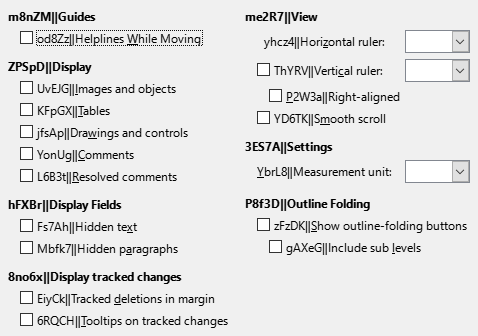 m8nZM||Guides
od8Zz||Helplines While Moving
ZPSpD||Display
UvEJG||Images and objects
KFpGX||Tables
jfsAp||Drawings and controls
YonUg||Comments
L6B3t||Resolved comments
hFXBr||Display Fields
Fs7Ah||Hidden text
Mbfk7||Hidden paragraphs
8no6x||Display tracked changes
EiyCk||Tracked deletions in margin
6RQCH||Tooltips on tracked changes
me2R7||View
yhcz4||Horizontal ruler:
ThYRV||Vertical ruler:
P2W3a||Right-aligned
YD6TK||Smooth scroll
3ES7A||Settings
YbrL8||Measurement unit:
P8f3D||Outline Folding
zFzDK||Show outline-folding buttons
gAXeG||Include sub levels